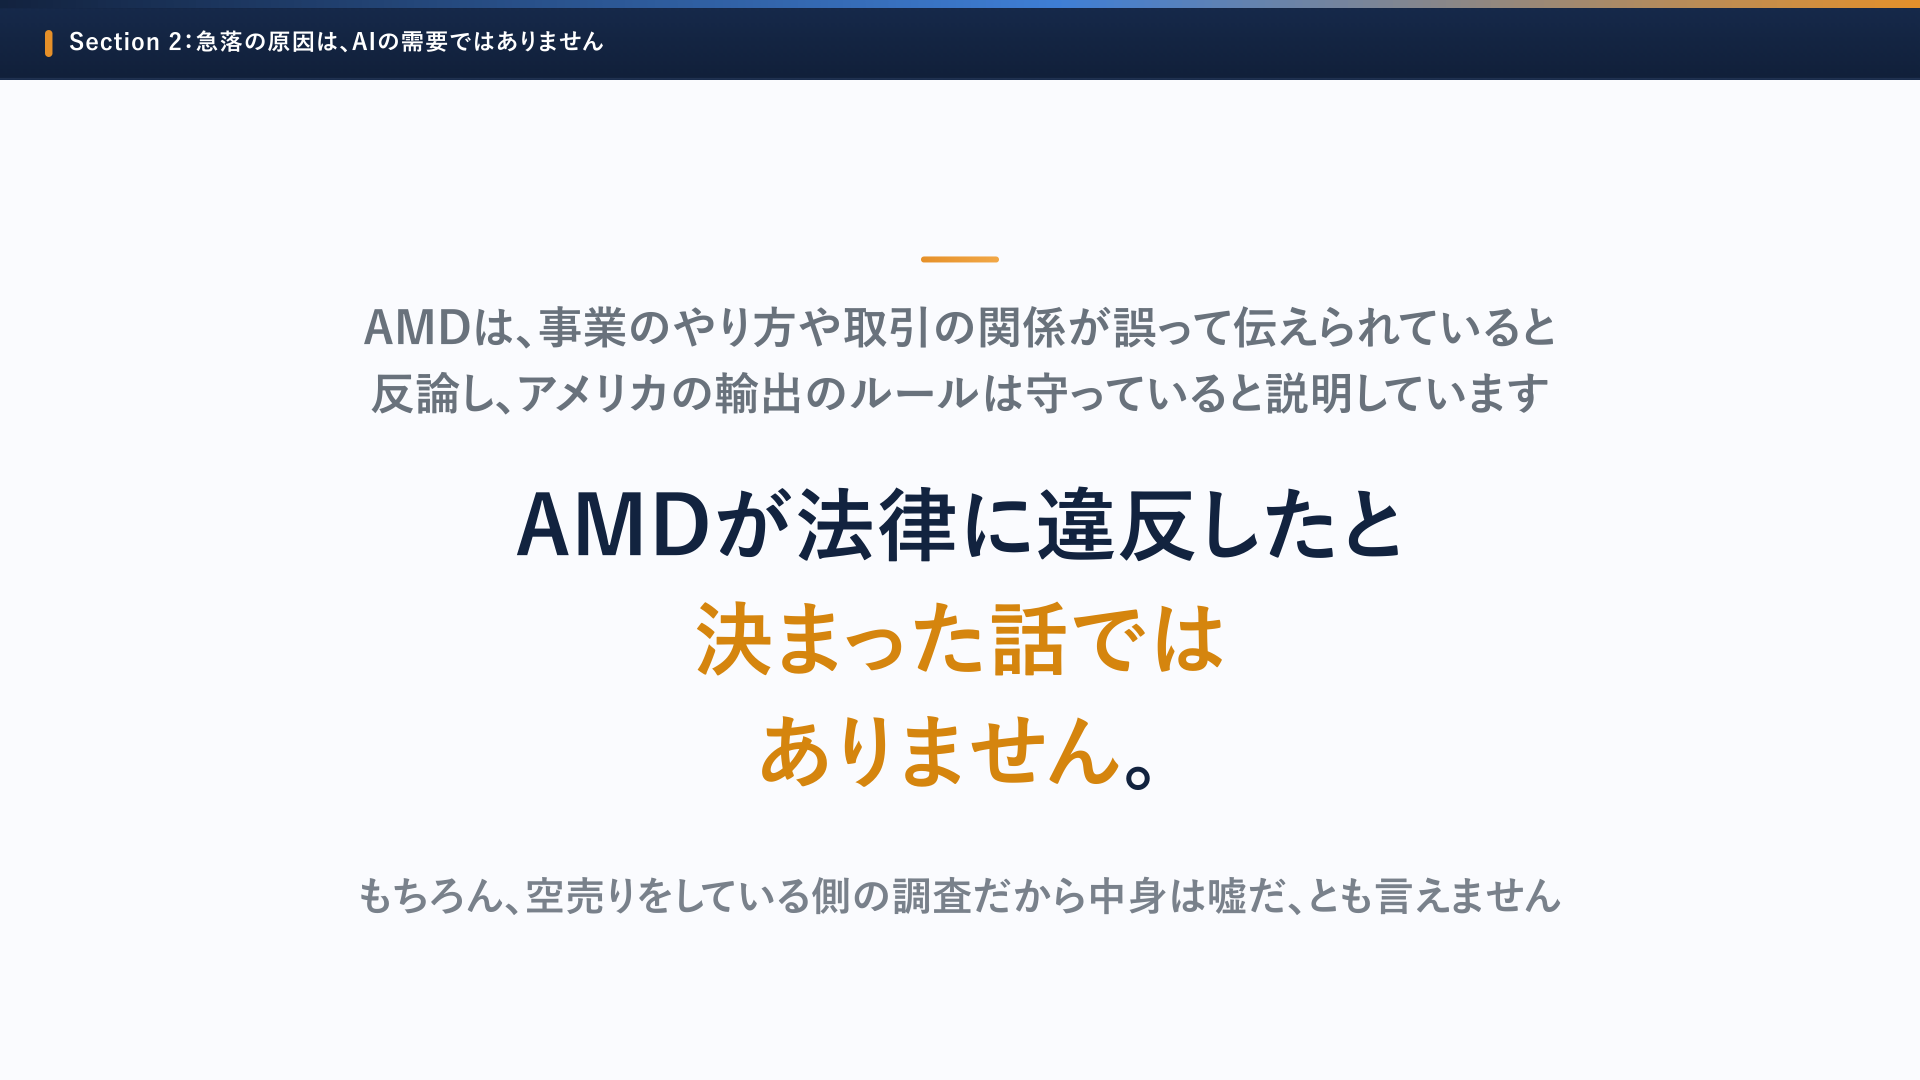 Section 2：急落の原因は、AIの需要ではありません
AMDは、事業のやり方や取引の関係が誤って伝えられていると
反論し、アメリカの輸出のルールは守っていると説明しています
AMDが法律に違反したと
決まった話では
ありません。
もちろん、空売りをしている側の調査だから中身は嘘だ、とも言えません